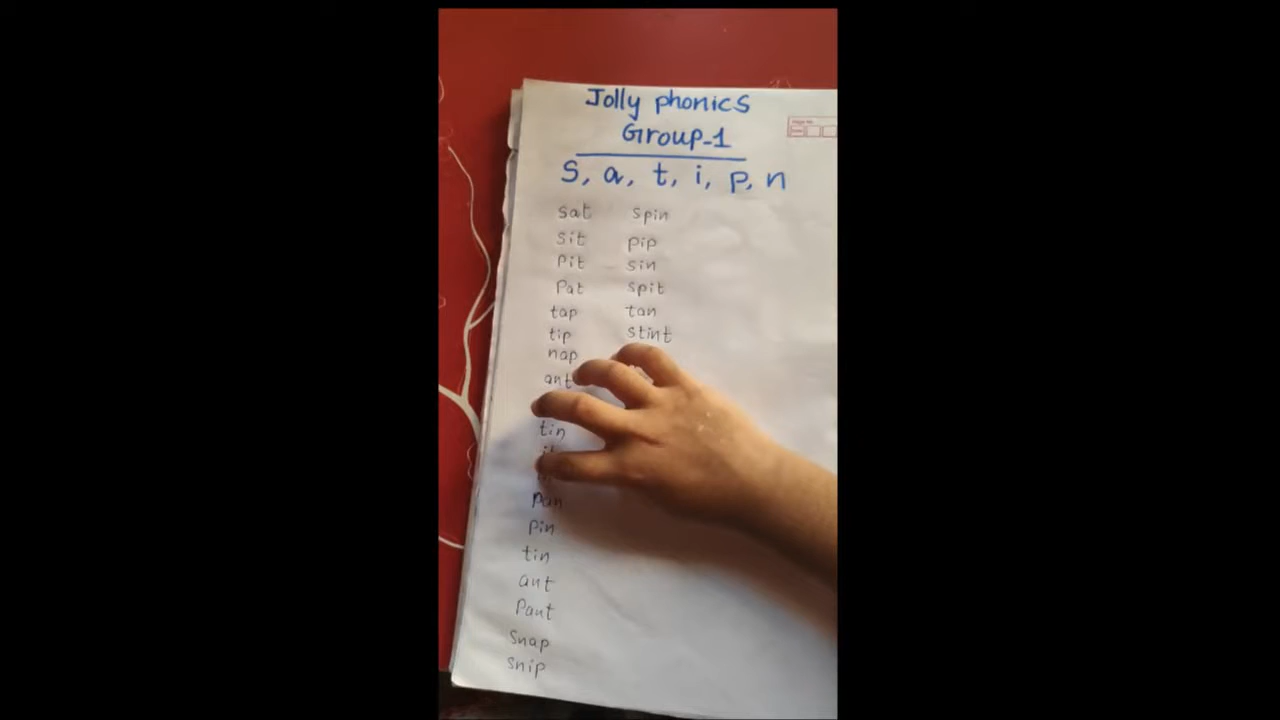 Jolly phonics
Group-1
S, a, t, i, p, n
sat spin
sit pip
Pit sin
Pat spit
tap tan
tip stint
nap
ant
tin
Pan
Pin
tin
ant
Pant
Snap
snip